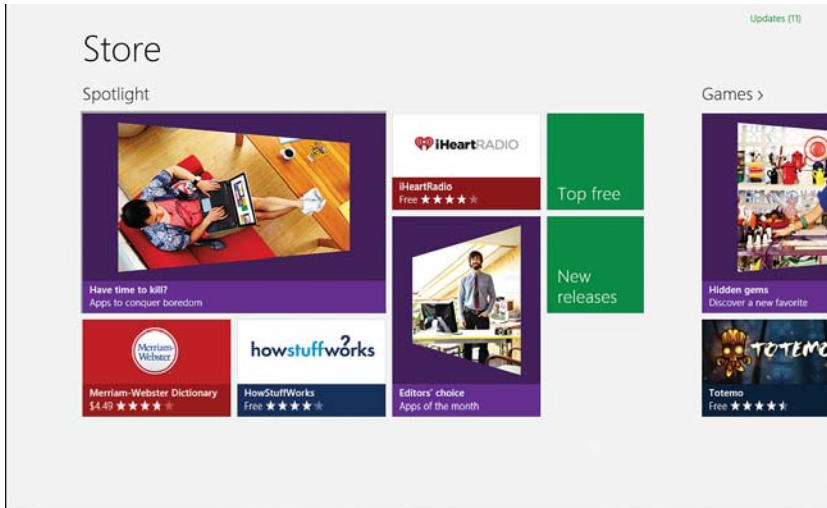 Updates (11)
Store
Spotlight
Games >
iHeartRADIO
iHeartRadio
Free
Top free
New
releases
Have time to kill?
Apps to conquer boredom
Merriam-
Webster
Merriam-Webster Dictionary
$4.49
howstuffworks
HowStuffWorks
Free
Editors' choice
Apps of the month
Hidden gems
Discover a new favorite
TOTEMO
Totemo
Free